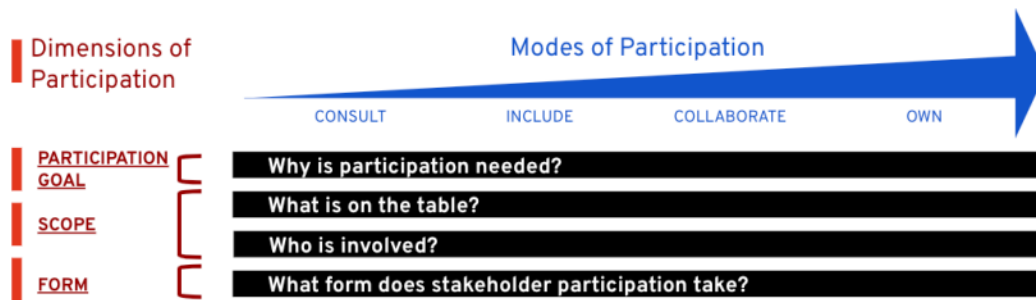 Dimensions of
Participation
Modes of Participation
CONSULT
INCLUDE
COLLABORATE
OWN
PARTICIPATION
GOAL
Why is participation needed?
SCOPE
What is on the table?
Who is involved?
FORM
What form does stakeholder participation take?